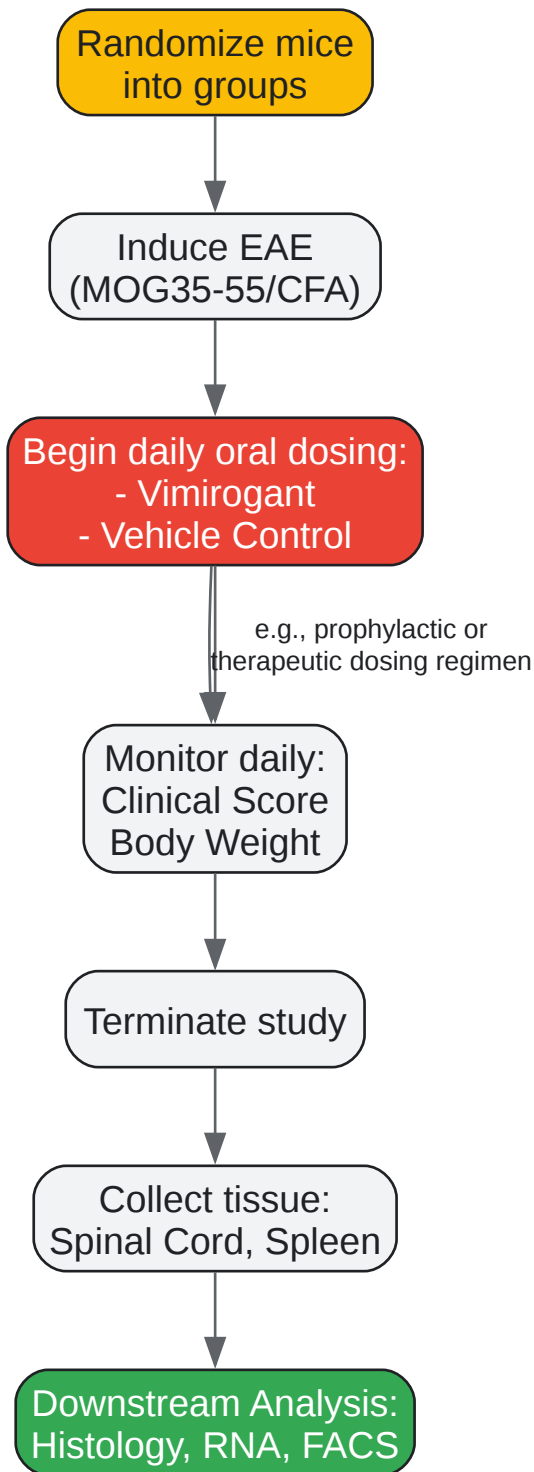 Randomize mice
into groups
Induce EAE
(MOG35-55/CFA)
Begin daily oral dosing:
- Vimirogant
- Vehicle Control
e.g., prophylactic or
therapeutic dosing regimen
Monitor daily:
Clinical Score
Body Weight
Terminate study
Collect tissue:
Spinal Cord, Spleen
Downstream Analysis:
Histology, RNA, FACS